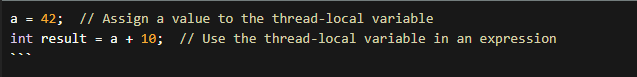 a = 42;  // Assign a value to the thread-local variable
int result = a + 10;  // Use the thread-local variable in an expression
```